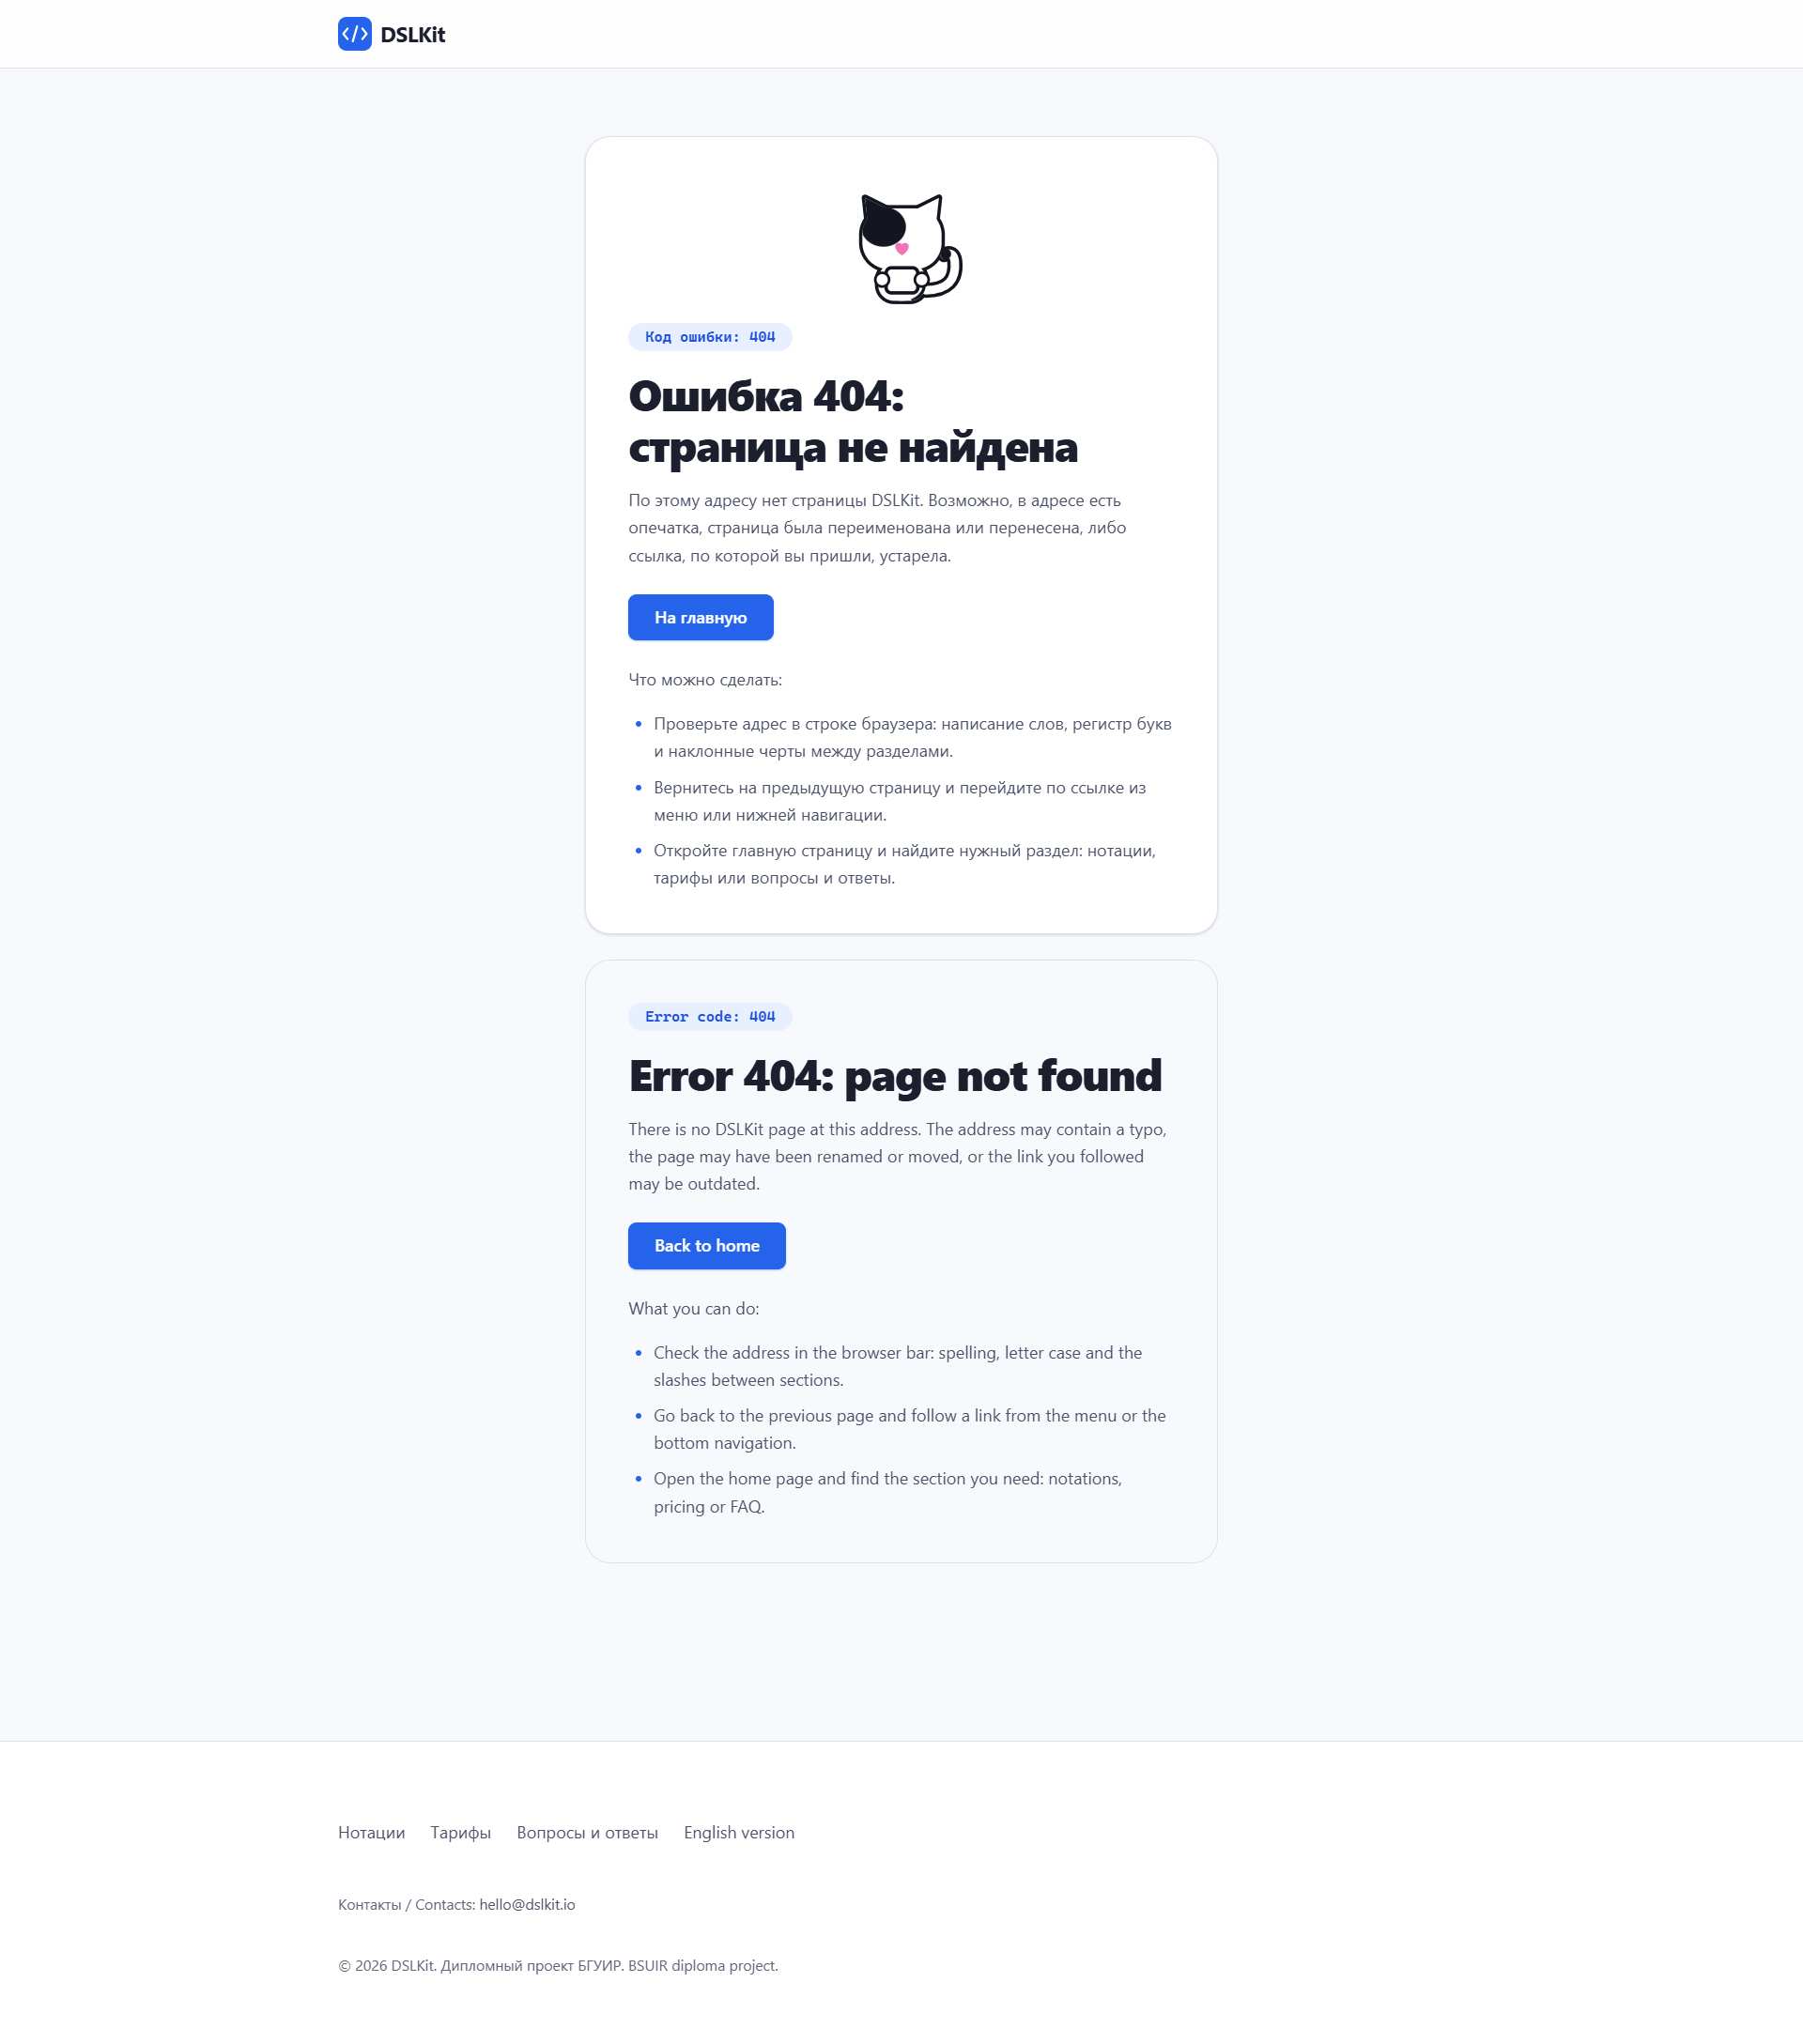 DSLKit
Код ошибки: 404
Ошибка 404:
страница не найдена
По этому адресу нет страницы DSLKit. Возможно, в адресе есть
опечатка, страница была переименована или перенесена, либо
ссылка, по которой вы пришли, устарела.
На главную
Что можно сделать:
• Проверьте адрес в строке браузера: написание слов, регистр букв
и наклонные черты между разделами.
• Вернитесь на предыдущую страницу и перейдите по ссылке из
меню или нижней навигации.
• Откройте главную страницу и найдите нужный раздел: нотации,
тарифы или вопросы и ответы.
Error code: 404
Error 404: page not found
There is no DSLKit page at this address. The address may contain a typo,
the page may have been renamed or moved, or the link you followed
may be outdated.
Back to home
What you can do:
• Check the address in the browser bar: spelling, letter case and the
slashes between sections.
• Go back to the previous page and follow a link from the menu or the
bottom navigation.
• Open the home page and find the section you need: notations,
pricing or FAQ.
Нотации Тарифы Вопросы и ответы English version
Контакты / Contacts: hello@dslkit.io
© 2026 DSLKit. Дипломный проект БГУИР. BSUIR diploma project.